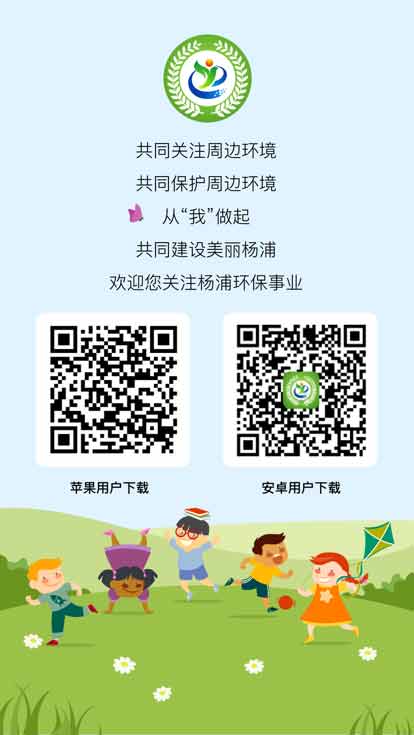 共同关注周边环境
共同保护周边环境
从“我”做起
共同建设美丽杨浦
欢迎您关注杨浦环保事业
苹果用户下载
安卓用户下载